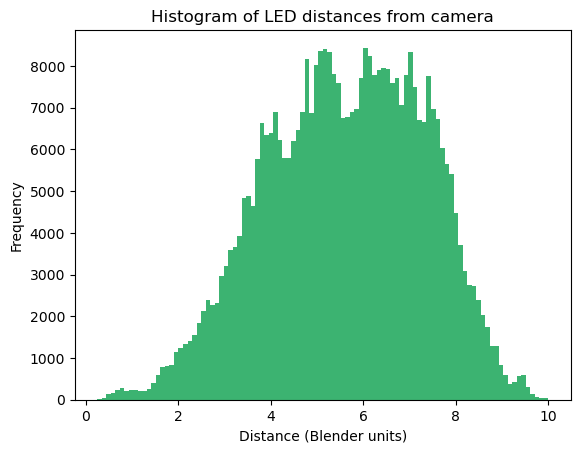 Histogram of LED distances from camera
8000
7000
6000
5000
4000
3000
2000
1000
0
Frequency
0 2 4 6 8 10
Distance (Blender units)